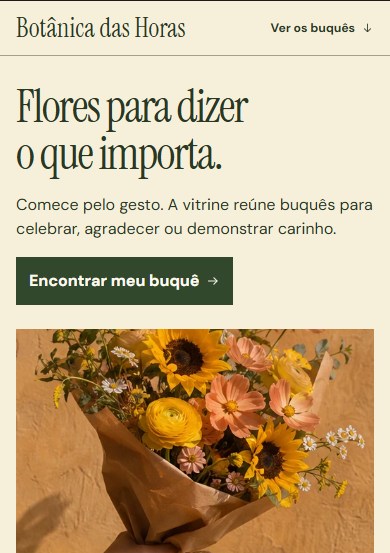 Botânica das Horas
Ver os buquês ↓
Flores para dizer
o que importa.
Comece pelo gesto. A vitrine reúne buquês para
celebrar, agradecer ou demonstrar carinho.
Encontrar meu buquê →